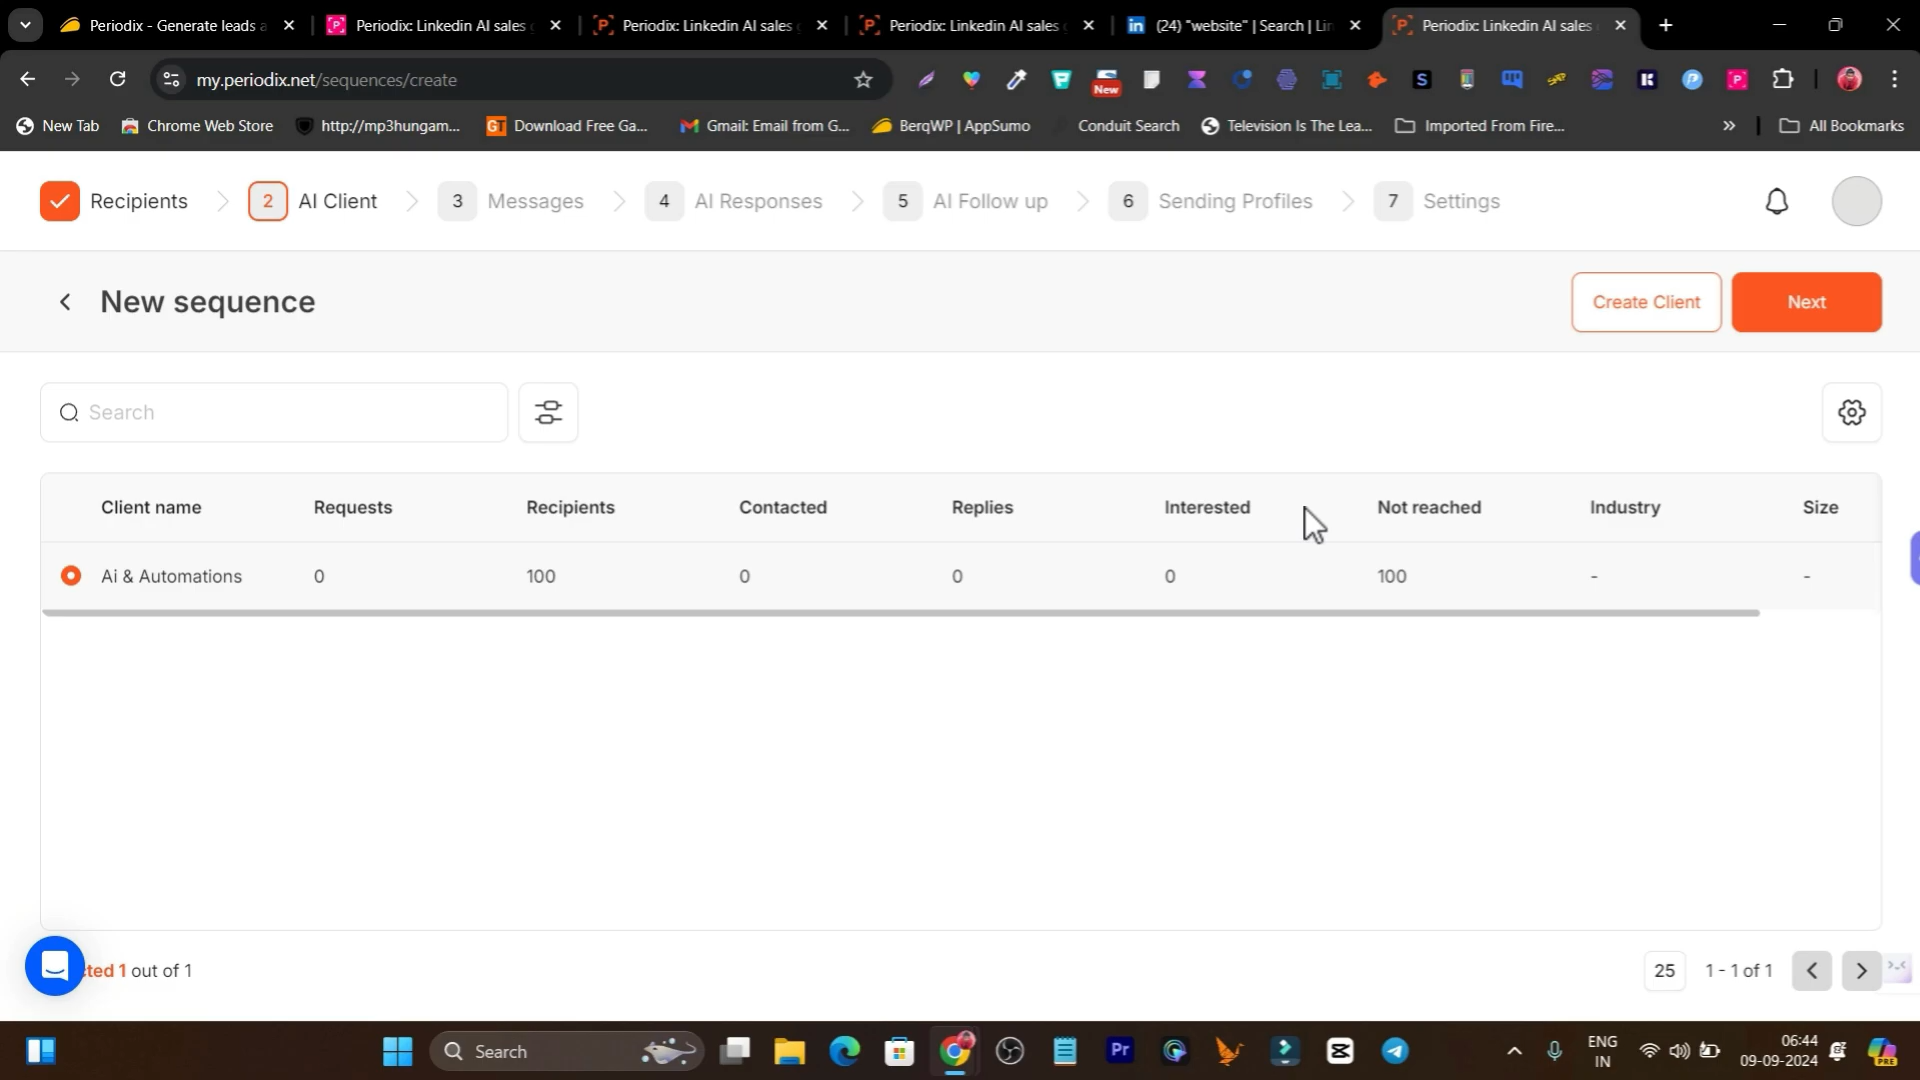 Periodix - Generate leads a
Periodix: Linkedin AI sales
Periodix: Linkedin AI sales
Periodix: Linkedin AI sales
(24) "website" | Search | Lin
Periodix: Linkedin AI sales
my.periodix.net/sequences/create
New
New Tab
Chrome Web Store
http://mp3hungam...
Download Free Ga...
Gmail: Email from G...
BerqWP | AppSumo
Conduit Search
Television Is The Lea...
Imported From Fire...
All Bookmarks
Recipients
2 AI Client
3 Messages
4 AI Responses
5 AI Follow up
6 Sending Profiles
7 Settings
New sequence
Create Client
Next
Search
Client name Requests Recipients Contacted Replies Interested Not reached Industry Size
Ai & Automations 0 100 0 0 0 100 - -
cted 1 out of 1
25
1 - 1 of 1
Search
ENG
IN
06:44
09-09-2024